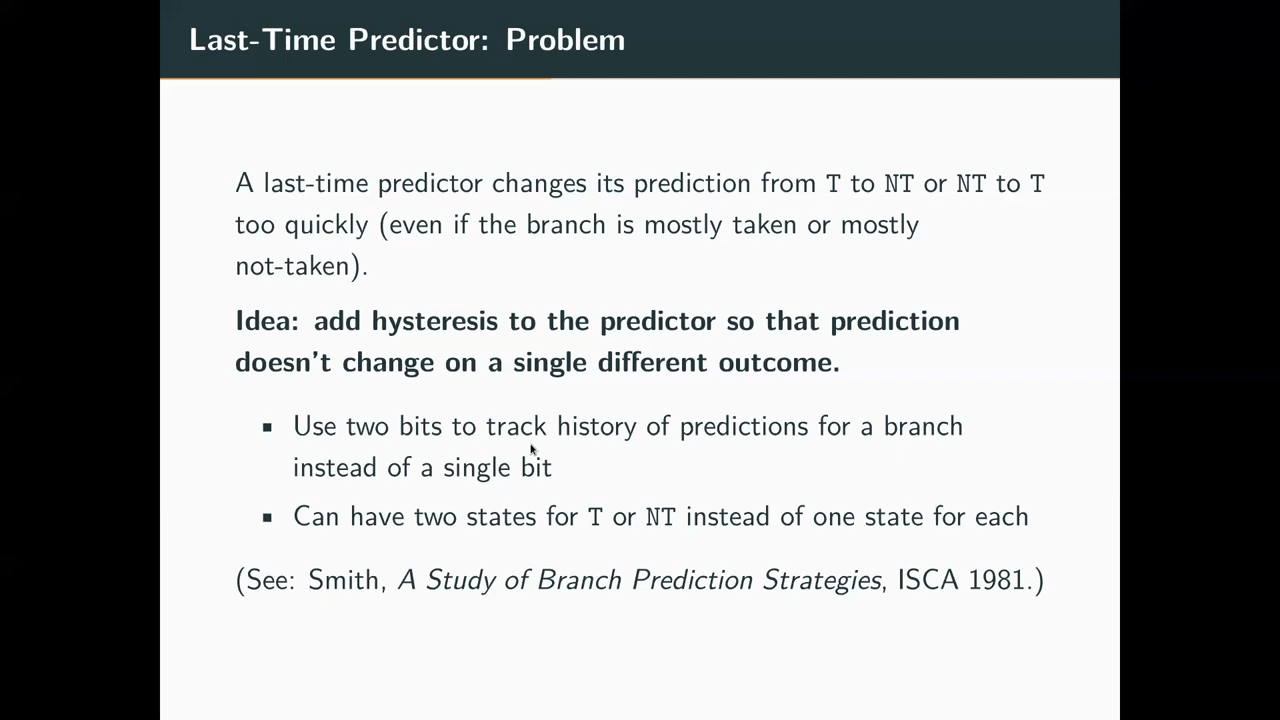 Last-Time Predictor: Problem
A last-time predictor changes its prediction from T to NT or NT to T
too quickly (even if the branch is mostly taken or mostly
not-taken).
Idea: add hysteresis to the predictor so that prediction
doesn't change on a single different outcome.
▪ Use two bits to track history of predictions for a branch
instead of a single bit
▪ Can have two states for T or NT instead of one state for each
(See: Smith, A Study of Branch Prediction Strategies, ISCA 1981.)